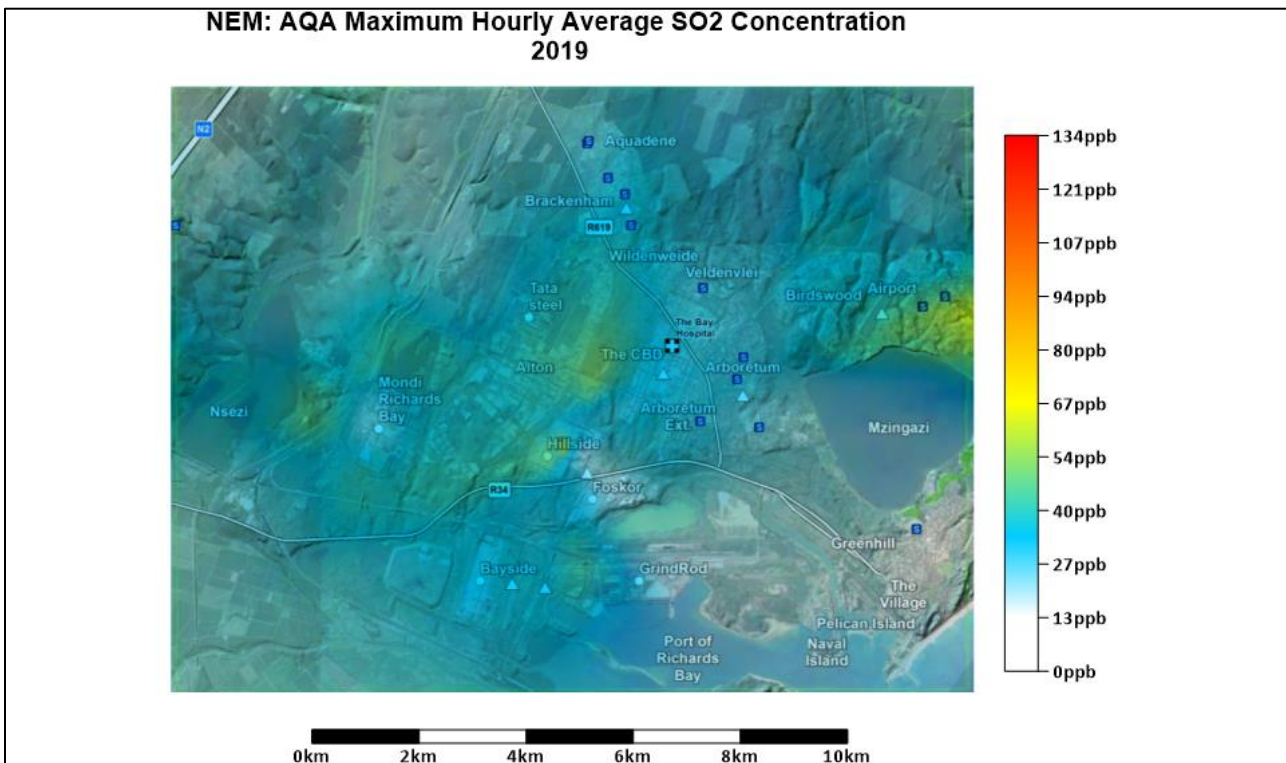 NEM: AQA Maximum Hourly Average SO2 Concentration
2019
N2
S
Aquadene
S
S
Brackenham
S
R619
S
Wildenweide
Veldenvlei
S
Birdswood
Airport
S
S
Tata
steel
The Bay
Hospital
The CBD
S
Arboretum
S
Alton
Mondi
Richards
Bay
Nsezi
Arboretum
Ext.
S
S
Mzingazi
Hillside
R34
Foskor
S
Greenhill
Bayside
GrindRod
The
Village
Pelican Island
Naval
Island
Port of
Richards
Bay
134ppb
121ppb
107ppb
94ppb
80ppb
67ppb
54ppb
40ppb
27ppb
13ppb
0ppb
0km
2km
4km
6km
8km
10km